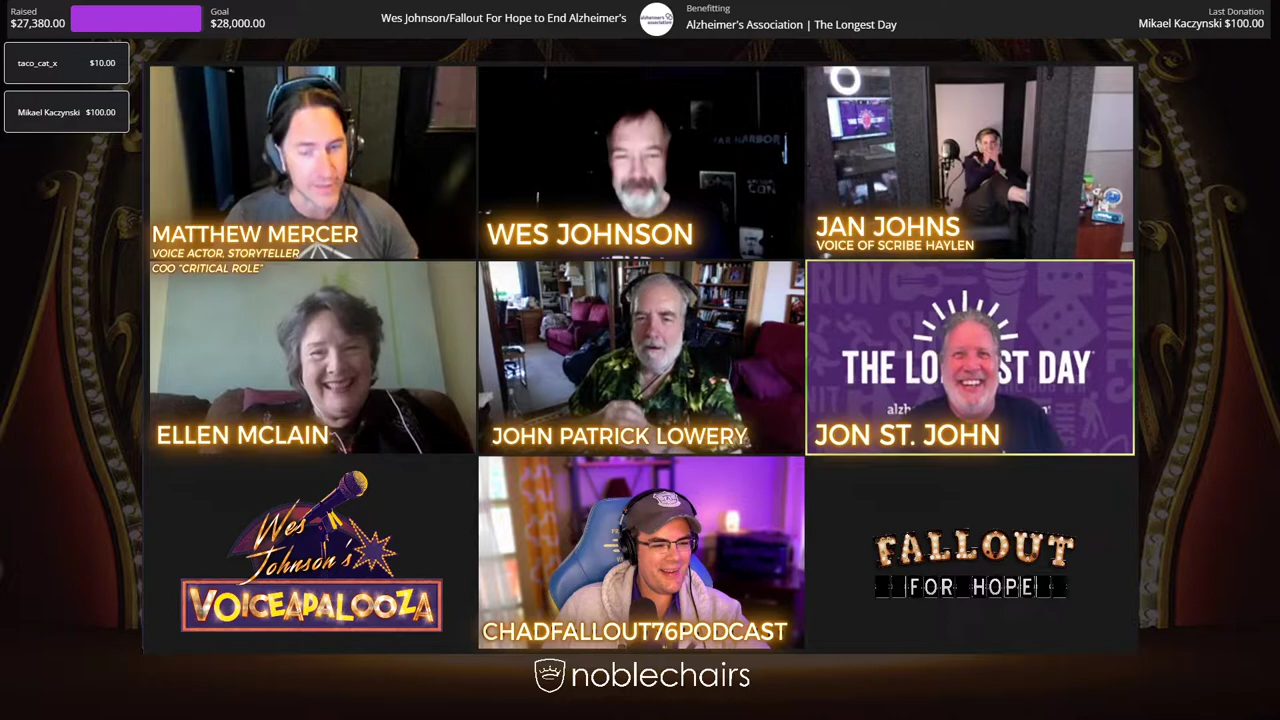 Raised
$27,380.00
Goal
$28,000.00
Wes Johnson/Fallout For Hope to End Alzheimer's
alzheimer's
association
Benefitting
Alzheimer's Association | The Longest Day
Last Donation
Mikael Kaczynski $100.00
taco_cat_x $10.00
Mikael Kaczynski $100.00
MATTHEW MERCER
VOICE ACTOR, STORYTELLER
COO "CRITICAL ROLE"
WES JOHNSON
JAN JOHNS
VOICE OF SCRIBE HAYLEN
ELLEN MCLAIN
JOHN PATRICK LOWERY
THE LO ST DAY
alzh
JON ST. JOHN
Wes
Johnson's
VOICEAPALOOZA
CHADFALLOUT76PODCAST
FALLOUT
FOR HOPE
noblechairs